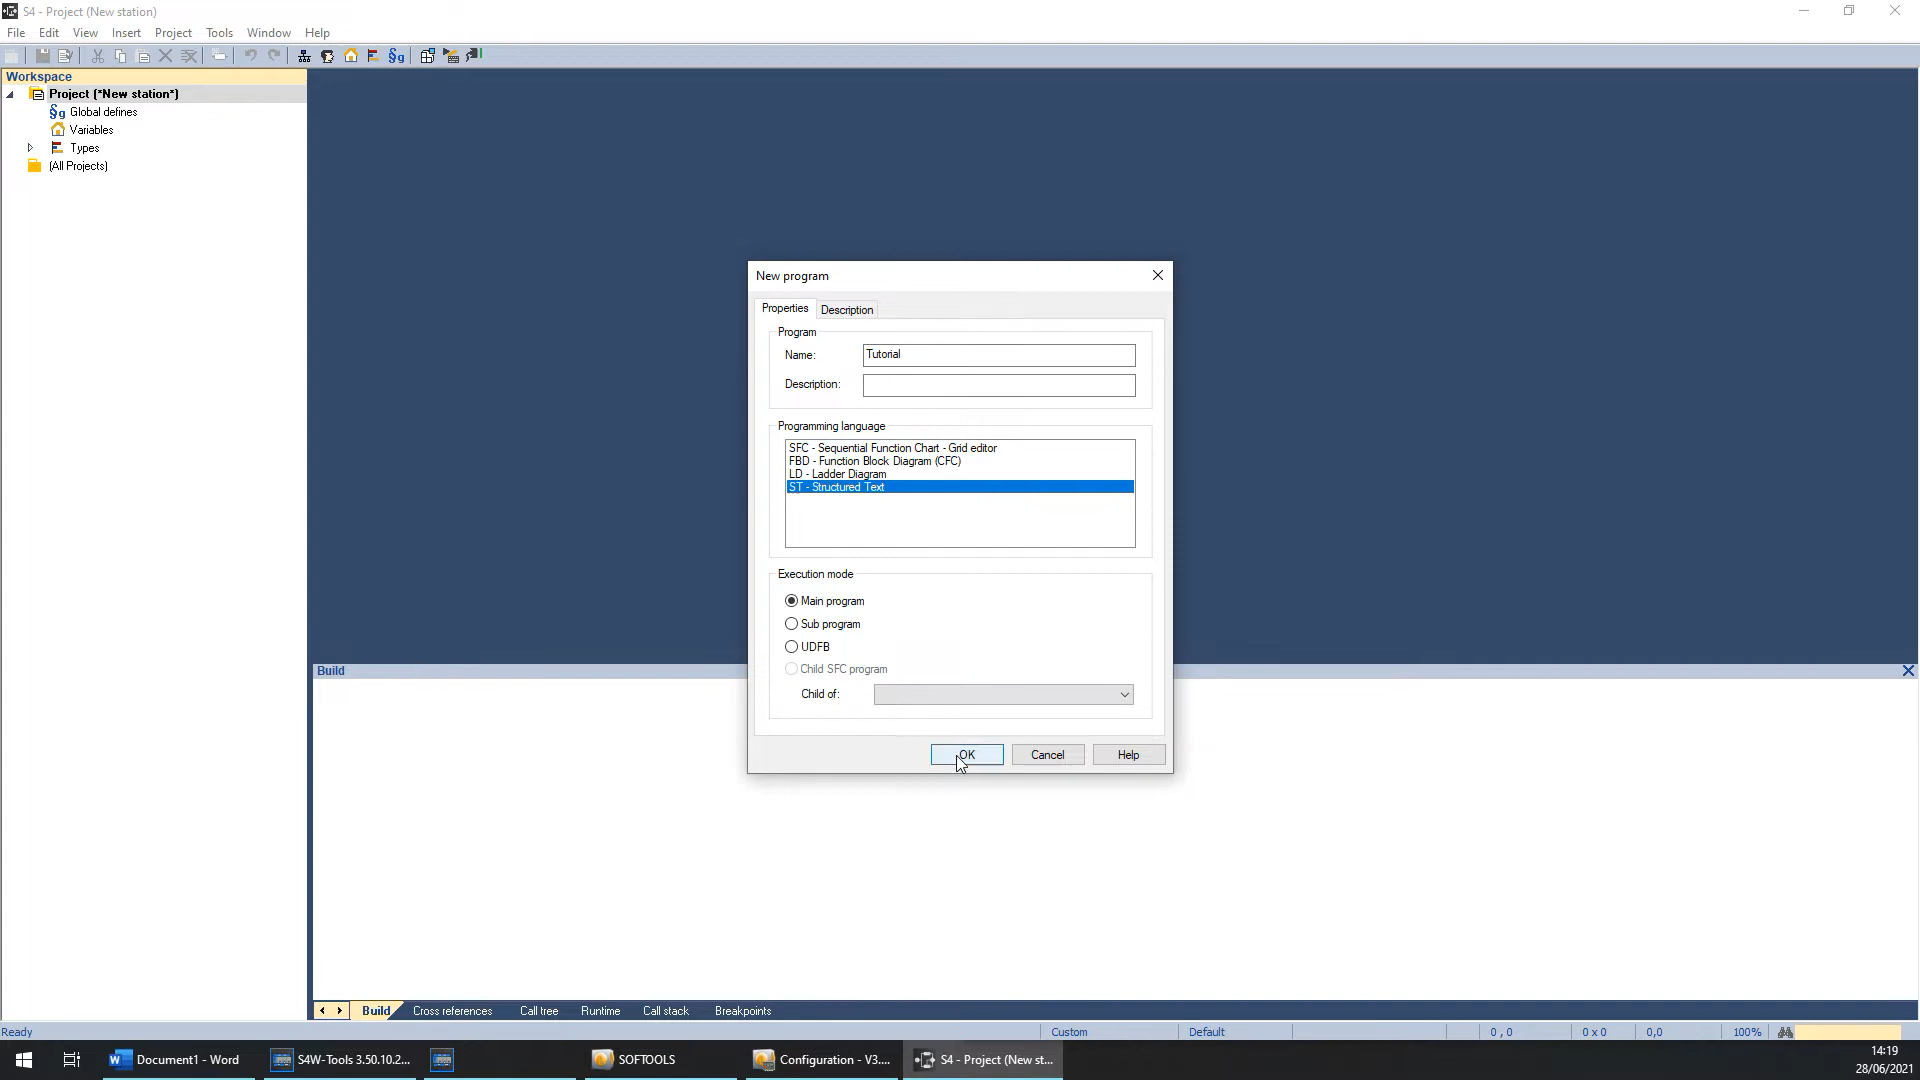 S4 - Project (New station)
File Edit View Insert Project Tools Window Help
§g
Workspace
Project (*New station*)
§g Global defines
Variables
Types
(All Projects)
New program
Properties Description
Program
Name: Tutorial
Description:
Programming language
SFC - Sequential Function Chart - Grid editor
FBD - Function Block Diagram (CFC)
LD - Ladder Diagram
ST - Structured Text
Execution mode
Main program
Sub program
UDFB
Child SFC program
Child of:
OK Cancel Help
Build
Build Cross references Call tree Runtime Call stack Breakpoints
Ready Custom Default 0 , 0 0 x 0 0,0 100%
Document1 - Word S4W-Tools 3.50.10.2... SOFTOOLS Configuration - V3.... S4 - Project (New st...
14:19
28/06/2021